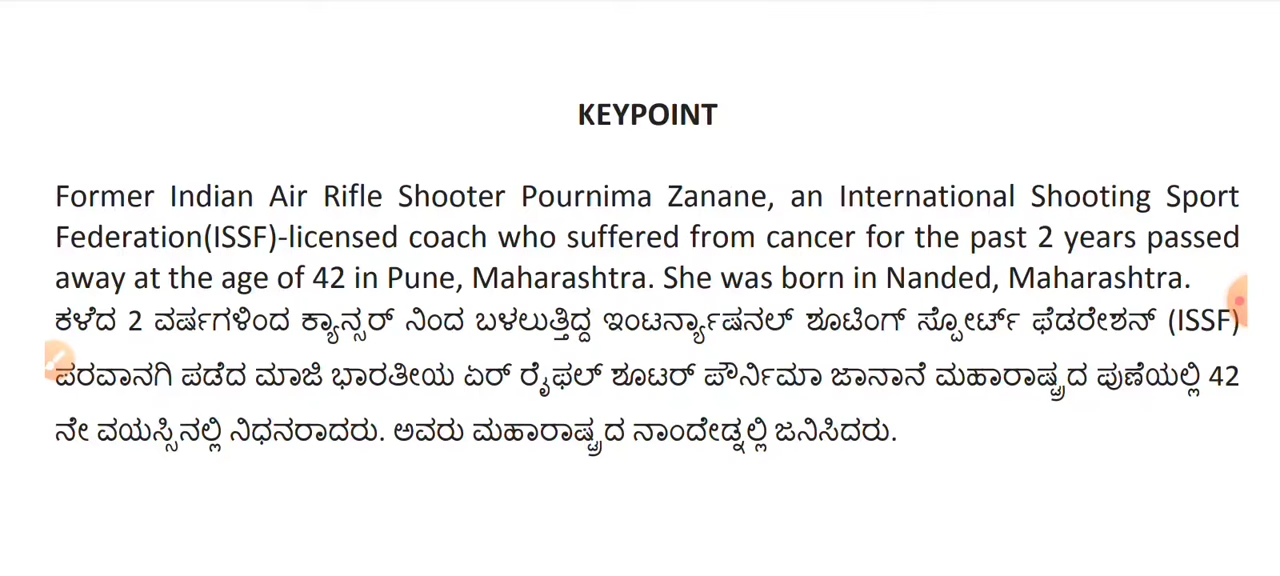 KEYPOINT
Former Indian Air Rifle Shooter Pournima Zanane, an International Shooting Sport
Federation(ISSF)-licensed coach who suffered from cancer for the past 2 years passed
away at the age of 42 in Pune, Maharashtra. She was born in Nanded, Maharashtra.
ಕಳೆದ 2 ವರ್ಷಗಳಿಂದ ಕ್ಯಾನ್ಸರ್ ನಿಂದ ಬಳಲುತ್ತಿದ್ದ ಇಂಟರ್ನ್ಯಾಷನಲ್ ಶೂಟಿಂಗ್ ಸ್ಪೋರ್ಟ್ ಫೆಡರೇಶನ್ (ISSF)
ಪರವಾನಗಿ ಪಡೆದ ಮಾಜಿ ಭಾರತೀಯ ಏರ್ ರೈಫಲ್ ಶೂಟರ್ ಪೌರ್ನಿಮಾ ಜಾನಾನೆ ಮಹಾರಾಷ್ಟ್ರದ ಪುಣೆಯಲ್ಲಿ 42
ನೇ ವಯಸ್ಸಿನಲ್ಲಿ ನಿಧನರಾದರು. ಅವರು ಮಹಾರಾಷ್ಟ್ರದ ನಾಂದೇಡ್ನಲ್ಲಿ ಜನಿಸಿದರು.